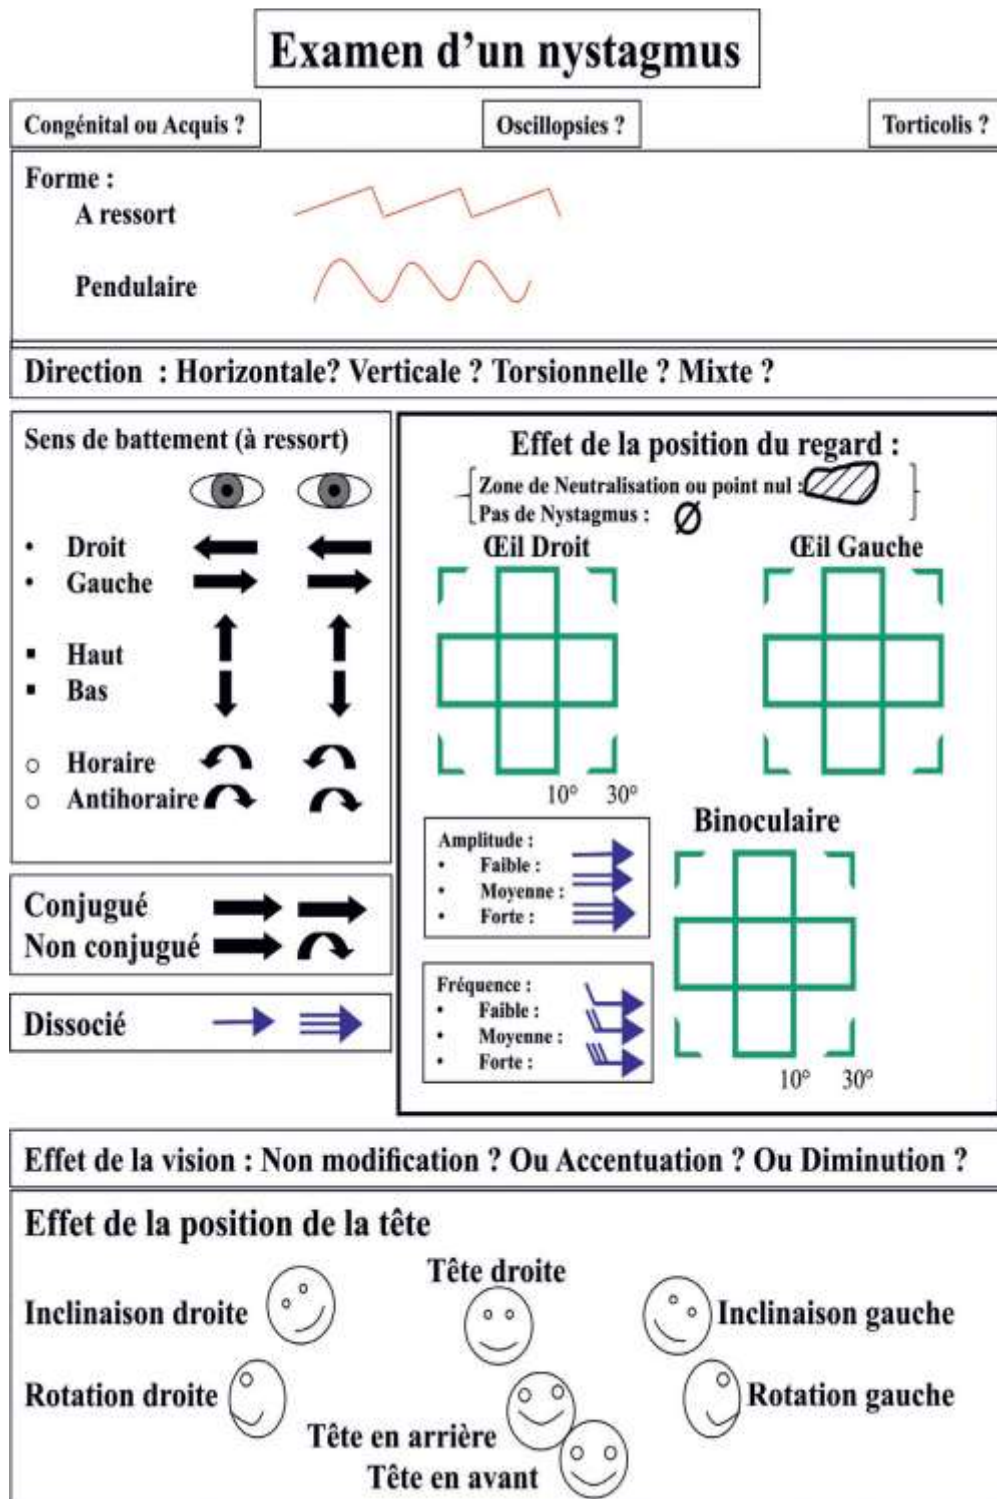 Examen d’un nystagmus
Congénital ou Acquis ?
Oscillopsies ?
Torticolis ?
Forme :
A ressort
Pendulaire
Direction : Horizontale? Verticale ? Torsionnelle ? Mixte ?
Sens de battement (à ressort)
• Droit
• Gauche
▪ Haut
▪ Bas
○ Horaire
○ Antihoraire
Conjugué
Non conjugué
Dissocié
Effet de la position du regard :
Zone de Neutralisation ou point nul :
Pas de Nystagmus : Ø
Œil Droit
Œil Gauche
10° 30°
Amplitude :
• Faible :
• Moyenne :
• Forte :
Fréquence :
• Faible :
• Moyenne :
• Forte :
Binoculaire
10° 30°
Effet de la vision : Non modification ? Ou Accentuation ? Ou Diminution ?
Effet de la position de la tête
Tête droite
Inclinaison droite
Inclinaison gauche
Rotation droite
Rotation gauche
Tête en arrière
Tête en avant